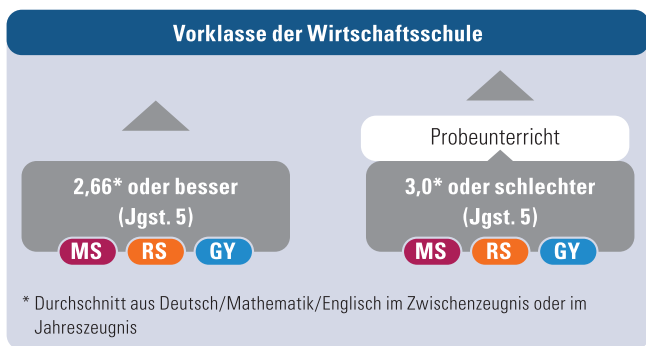 Vorklasse der Wirtschaftsschule
Probeunterricht
2,66* oder besser
(Jgst. 5)
MS RS GY
3,0* oder schlechter
(Jgst. 5)
MS RS GY
* Durchschnitt aus Deutsch/Mathematik/Englisch im Zwischenzeugnis oder im
Jahreszeugnis